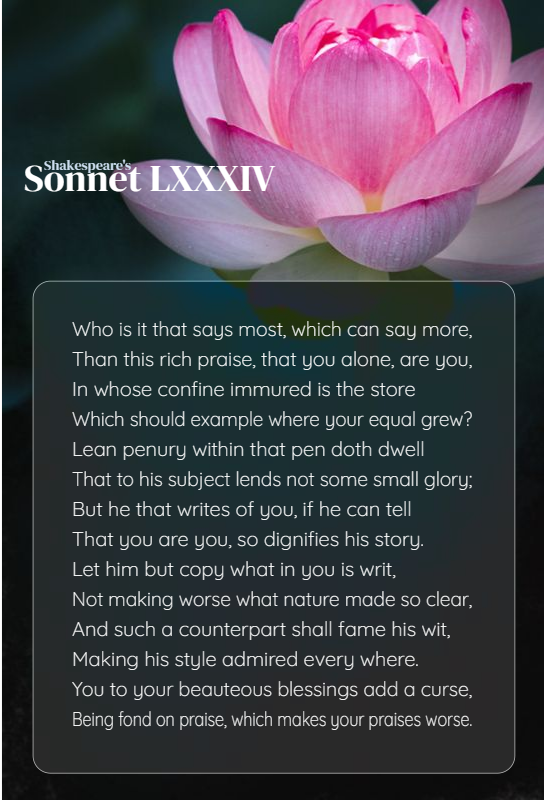 Shakespeare's
Sonnet LXXXIV
Who is it that says most, which can say more,
Than this rich praise, that you alone, are you,
In whose confine immured is the store
Which should example where your equal grew?
Lean penury within that pen doth dwell
That to his subject lends not some small glory;
But he that writes of you, if he can tell
That you are you, so dignifies his story.
Let him but copy what in you is writ,
Not making worse what nature made so clear,
And such a counterpart shall fame his wit,
Making his style admired every where.
You to your beauteous blessings add a curse,
Being fond on praise, which makes your praises worse.